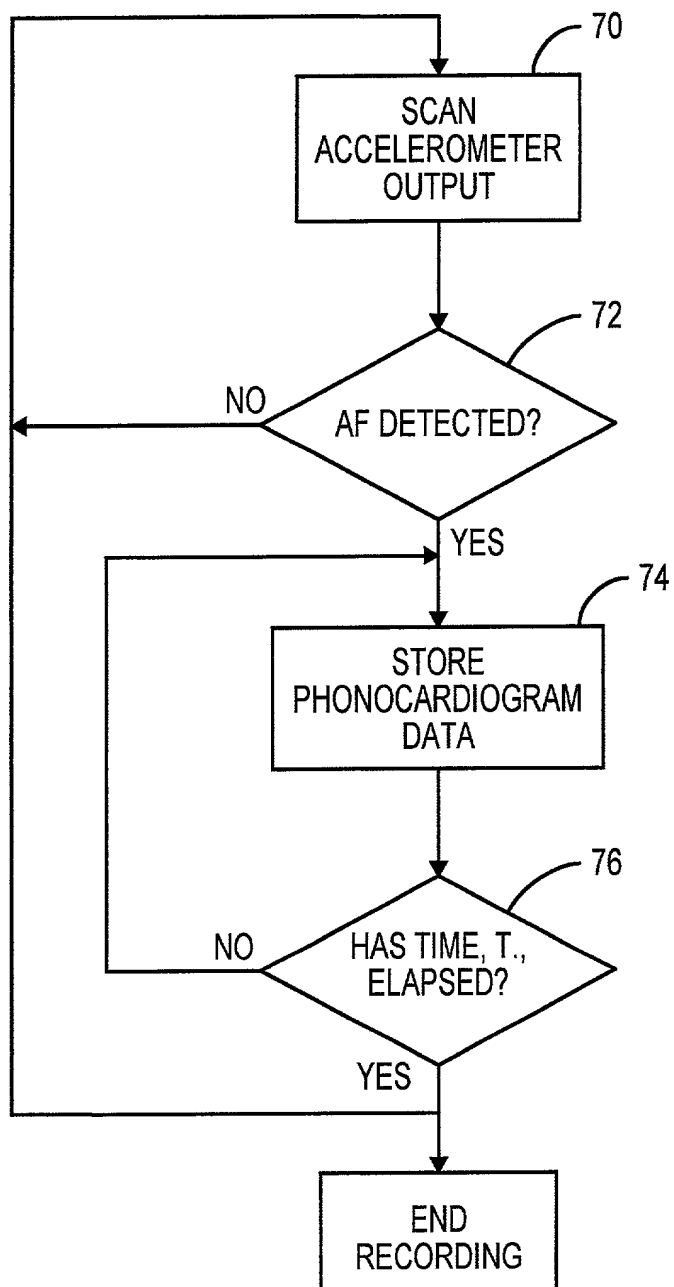 70
SCAN
ACCELEROMETER
OUTPUT
72
NO
AF DETECTED?
YES
74
STORE
PHONOCARDIOGRAM
DATA
76
NO
HAS TIME, T.,
ELAPSED?
YES
END
RECORDING